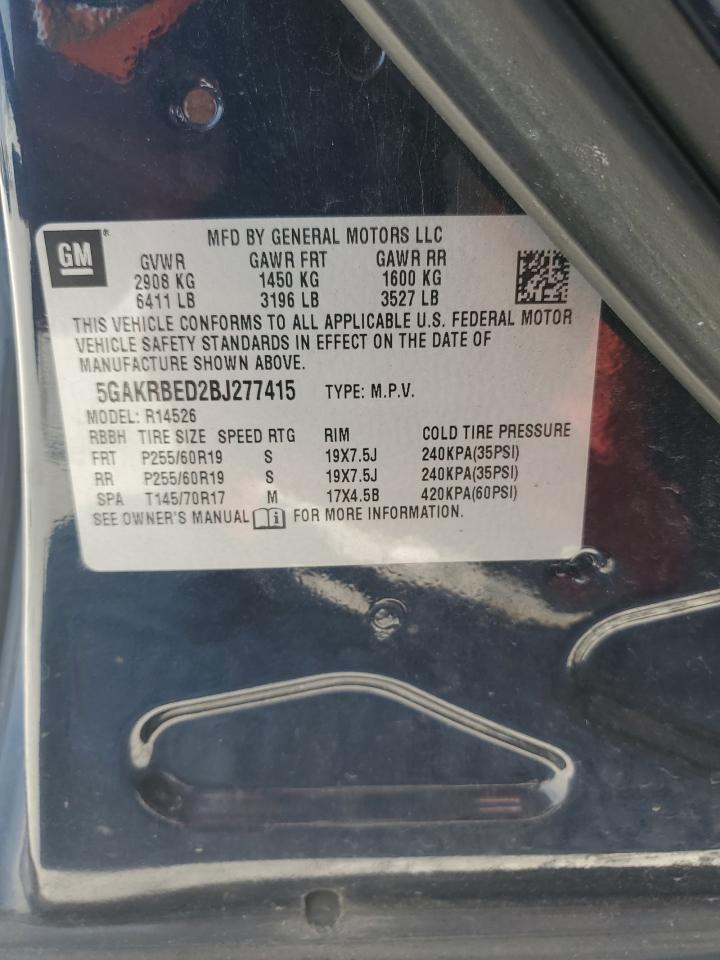 GM®
MFD BY GENERAL MOTORS LLC
GVWR GAWR FRT GAWR RR
2908 KG 1450 KG 1600 KG
6411 LB 3196 LB 3527 LB
THIS VEHICLE CONFORMS TO ALL APPLICABLE U.S. FEDERAL MOTOR
VEHICLE SAFETY STANDARDS IN EFFECT ON THE DATE OF
MANUFACTURE SHOWN ABOVE.
5GAKRBED2BJ277415 TYPE: M.P.V.
MODEL: R14526
RBBH TIRE SIZE SPEED RTG RIM COLD TIRE PRESSURE
FRT P255/60R19 S 19X7.5J 240KPA(35PSI)
RR P255/60R19 S 19X7.5J 240KPA(35PSI)
SPA T145/70R17 M 17X4.5B 420KPA(60PSI)
SEE OWNER'S MANUAL i FOR MORE INFORMATION.